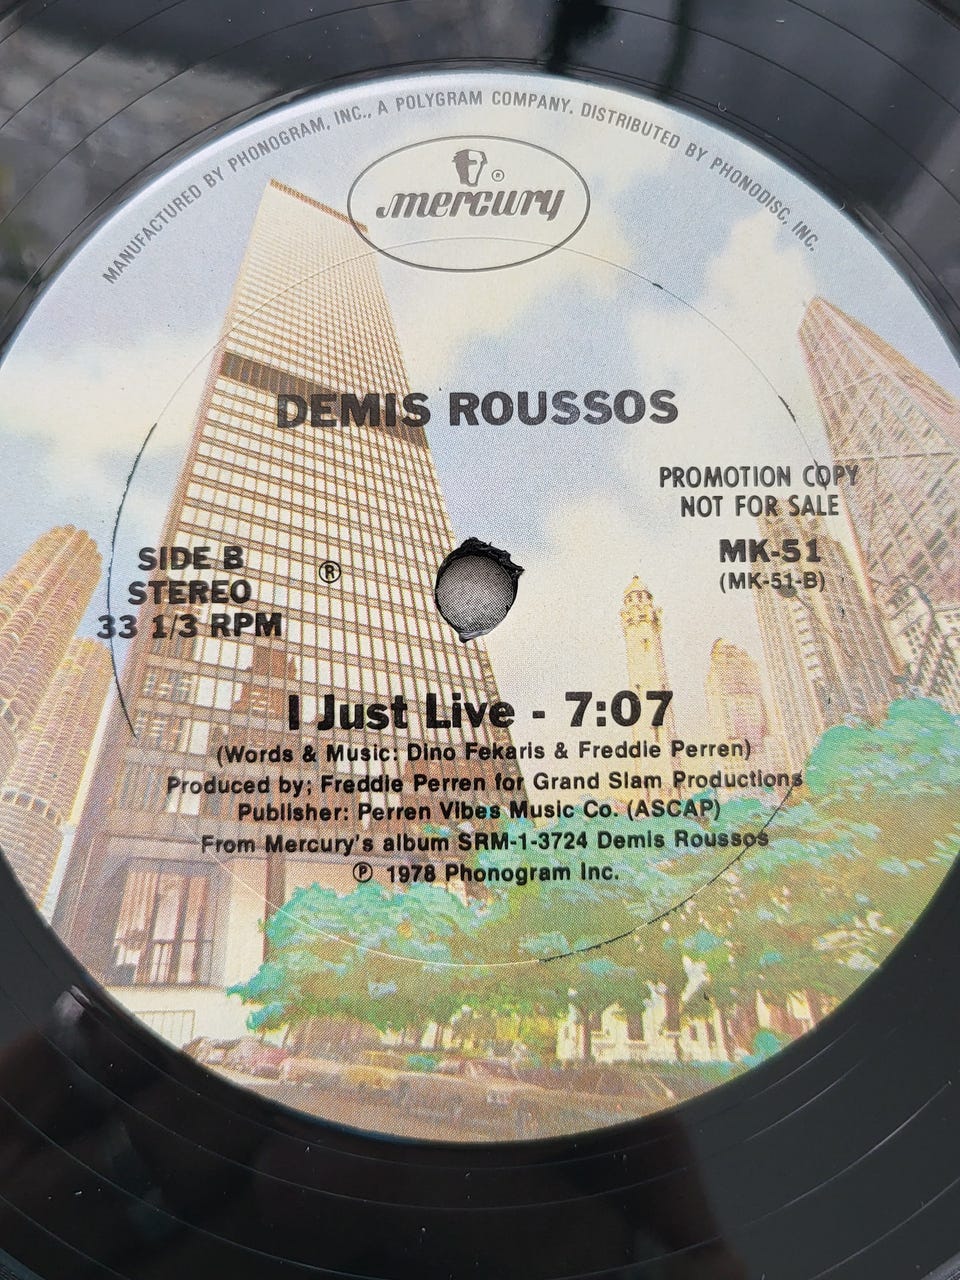 MANUFACTURED BY PHONOGRAM, INC., A POLYGRAM COMPANY. DISTRIBUTED BY PHONODISC, INC.
®
mercury
DEMIS ROUSSOS
PROMOTION COPY
NOT FOR SALE
MK-51
(MK-51-B)
SIDE B
STEREO
33 1/3 RPM
®
I Just Live - 7:07
(Words & Music: Dino Fekaris & Freddie Perren)
Produced by; Freddie Perren for Grand Slam Productions
Publisher: Perren Vibes Music Co. (ASCAP)
From Mercury's album SRM-1-3724 Demis Roussos
℗ 1978 Phonogram Inc.